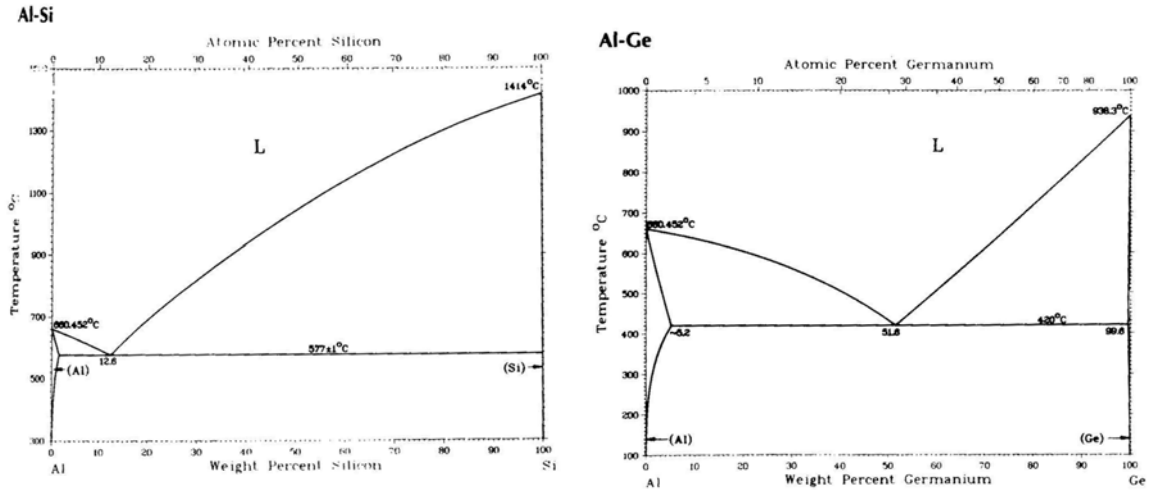 Al-Si
Atomic Percent Silicon
0 10 20 30 40 50 60 70 80 90 100
1300
1100
900
700
500
300
Temperature °C
L
1414°C
660.452°C
12.6
577±1°C
(Al)
(Si)
0 10 20 30 40 50 60 70 80 90 100
Al
Weight Percent Silicon
Si
Al-Ge
Atomic Percent Germanium
0 5 10 20 30 40 50 60 70 80 100
1000
900
800
700
600
500
400
300
200
100
Temperature °C
L
938.3°C
660.452°C
420°C
~5.2
51.6
99.6
(Al)
(Ge)
0 10 20 30 40 50 60 70 80 90 100
Al
Weight Percent Germanium
Ge